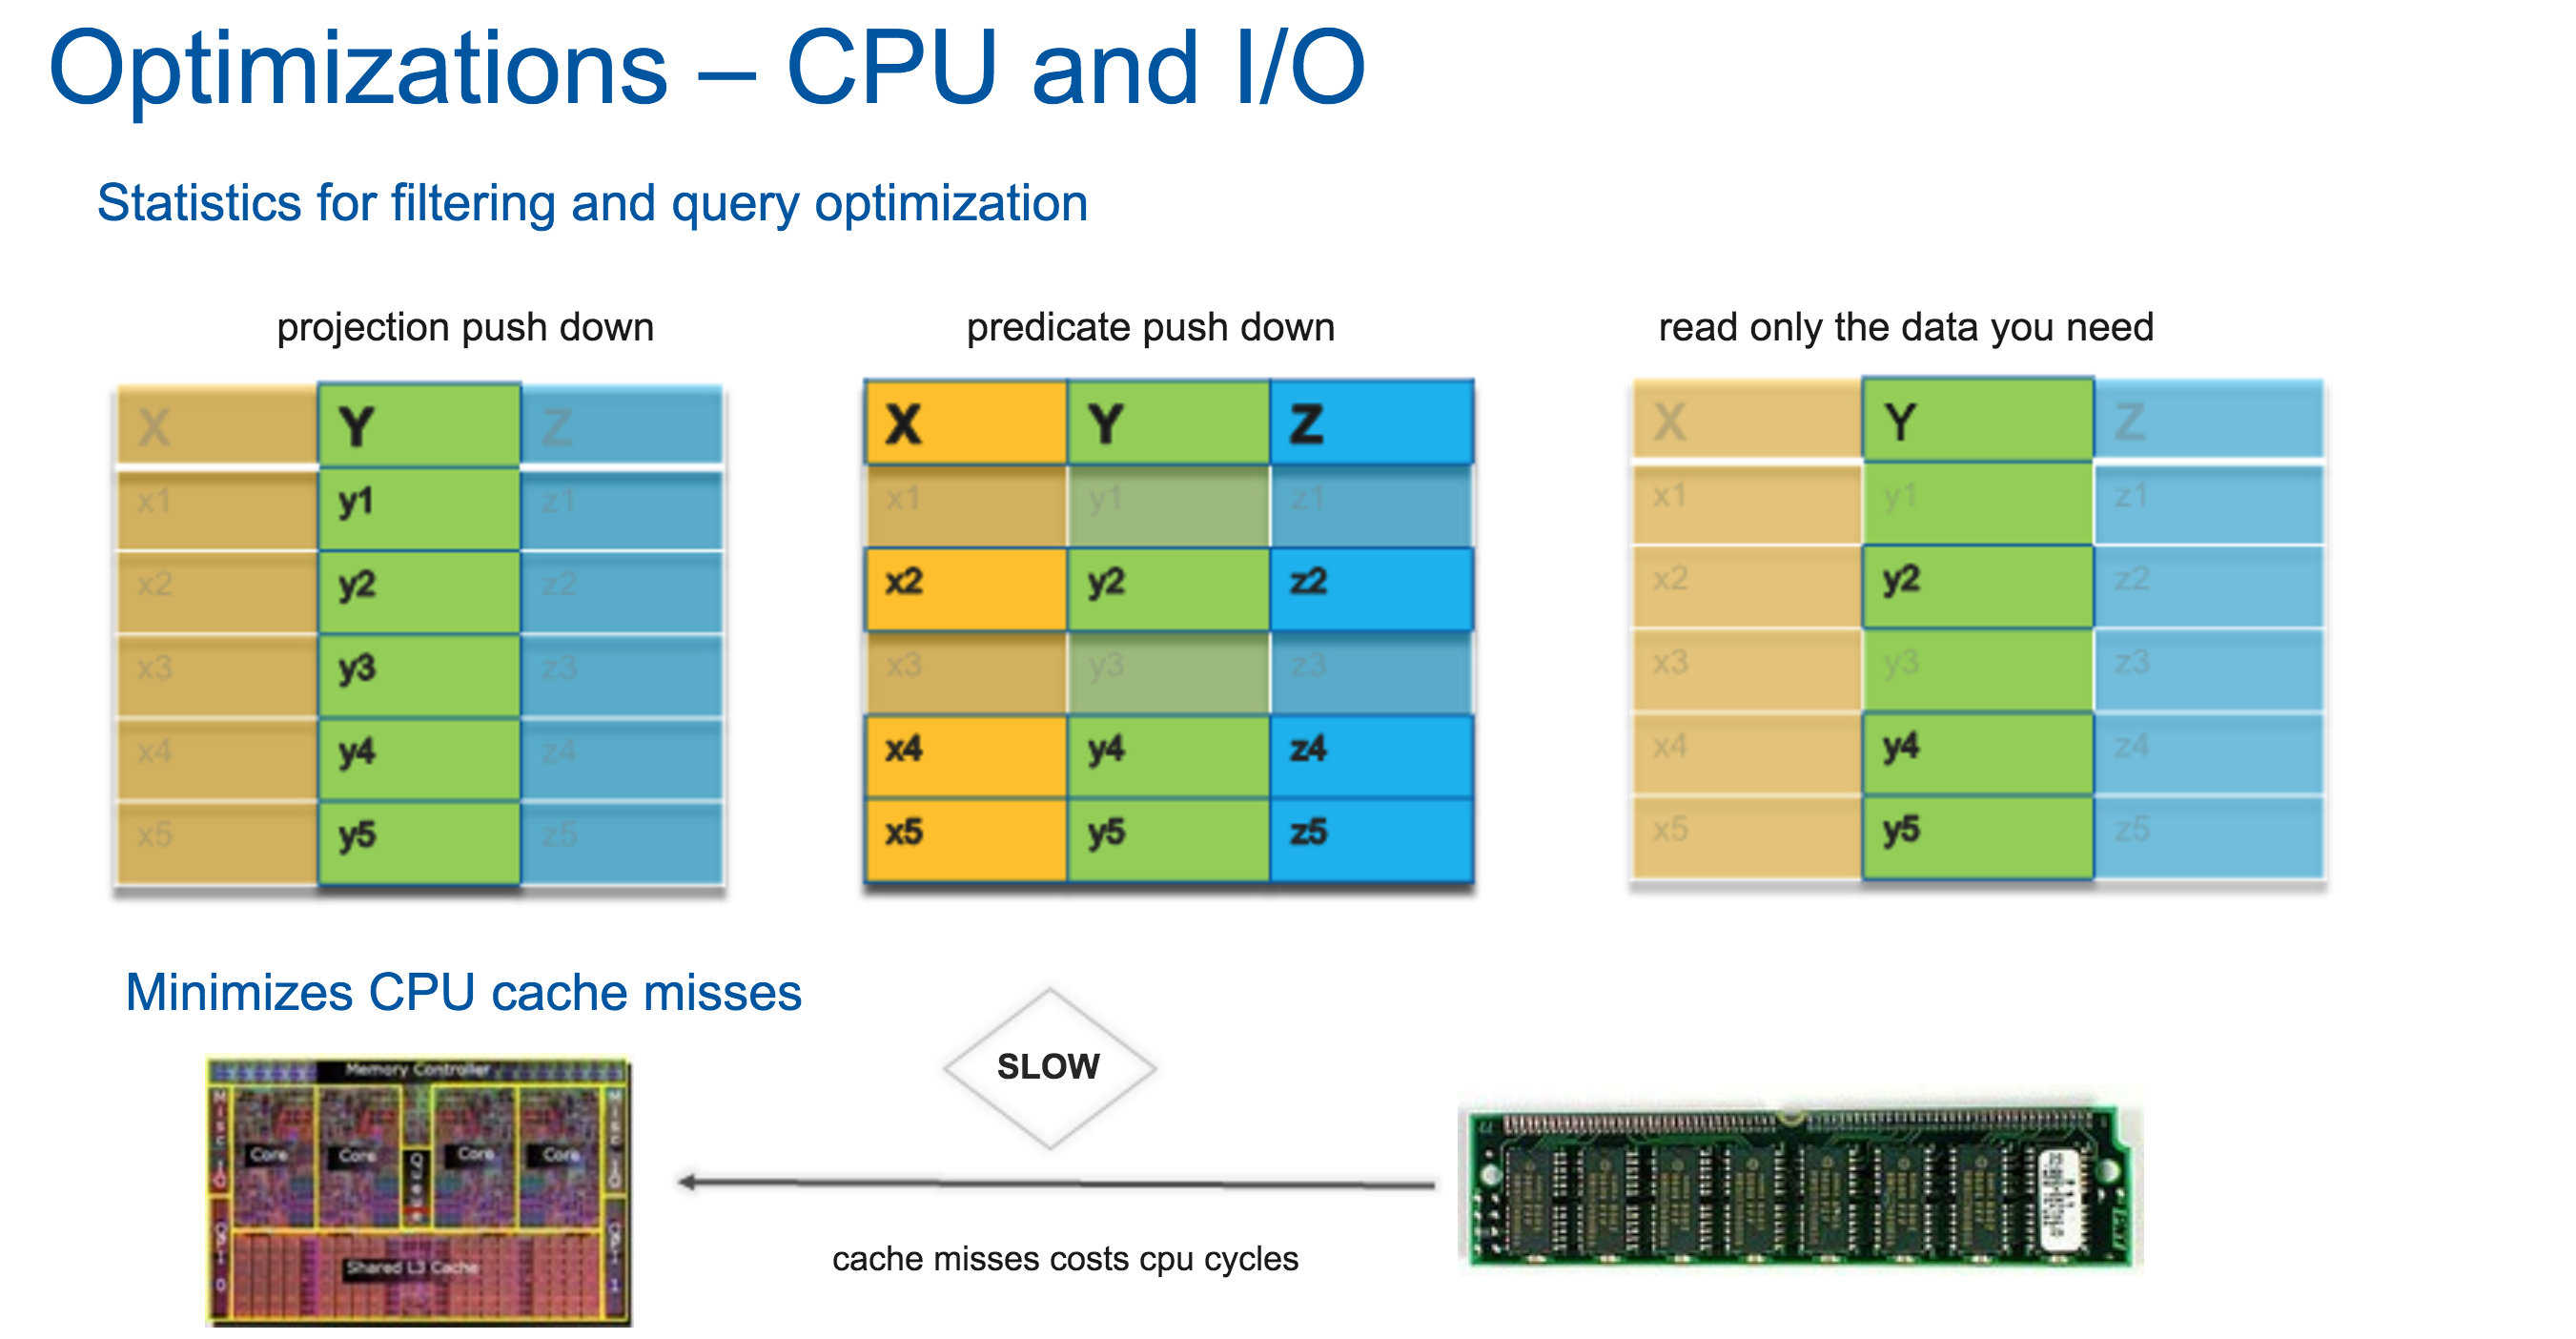 Optimizations – CPU and I/O
Statistics for filtering and query optimization
projection push down
X Y Z
x1 y1 z1
x2 y2 z2
x3 y3 z3
x4 y4 z4
x5 y5 z5
predicate push down
X Y Z
x1 y1 z1
x2 y2 z2
x3 y3 z3
x4 y4 z4
x5 y5 z5
read only the data you need
X Y Z
x1 y1 z1
x2 y2 z2
x3 y3 z3
x4 y4 z4
x5 y5 z5
Minimizes CPU cache misses
Memory Controller
Core Core Core Core
Queue
Shared L3 Cache
SLOW
cache misses costs cpu cycles